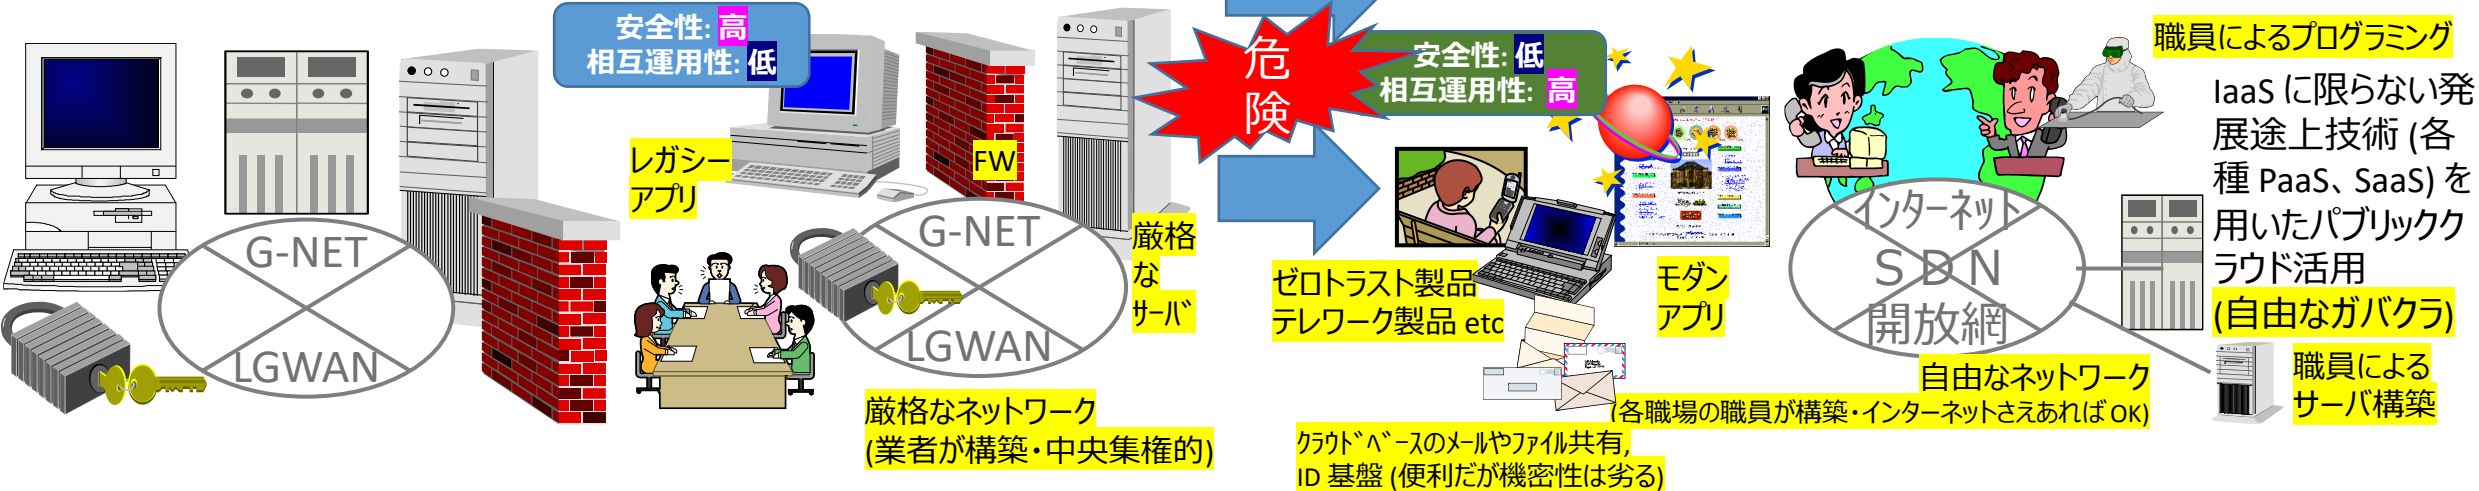 安全性: 高
相互運用性: 低
G-NET
LGWAN
レガシー
アプリ
FW
G-NET
LGWAN
厳格
な
サーバ
厳格なネットワーク
(業者が構築・中央集権的)
危
険
安全性: 低
相互運用性: 高
ゼロトラスト製品
テレワーク製品 etc
モダン
アプリ
クラウドベースのメールやファイル共有,
ID 基盤 (便利だが機密性は劣る)
インターネット
SDN
開放網
自由なネットワーク
(各職場の職員が構築・インターネットさえあれば OK)
職員によるプログラミング
IaaS に限らない発
展途上技術 (各
種 PaaS、SaaS) を
用いたパブリックク
ラウド活用
(自由なガバクラ)
職員による
サーバ構築